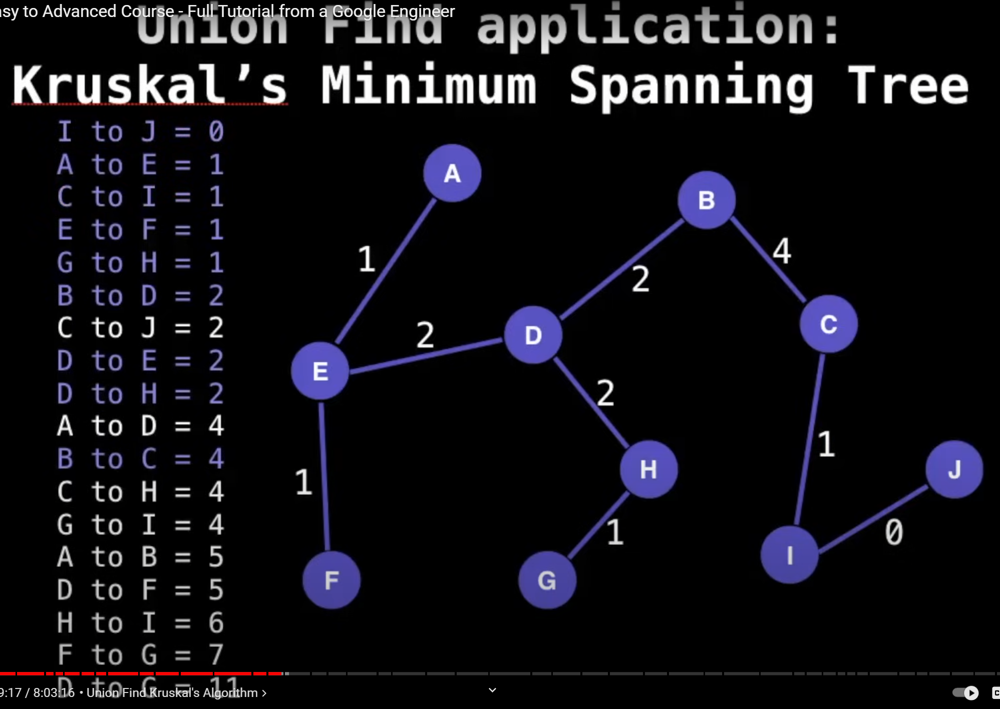 asy to Advanced Course - Full Tutorial from a Google Engineer
Union Find application:
Kruskal’s Minimum Spanning Tree
I to J = 0
A to E = 1
C to I = 1
E to F = 1
G to H = 1
B to D = 2
C to J = 2
D to E = 2
D to H = 2
A to D = 4
B to C = 4
C to H = 4
G to I = 4
A to B = 5
D to F = 5
H to I = 6
F to G = 7
D to G = 11
A
B
1
4
2
C
2
D
E
2
1
1
H
J
1
0
I
F
G
9:17 / 8:03:16 • Union Find Kruskal's Algorithm >